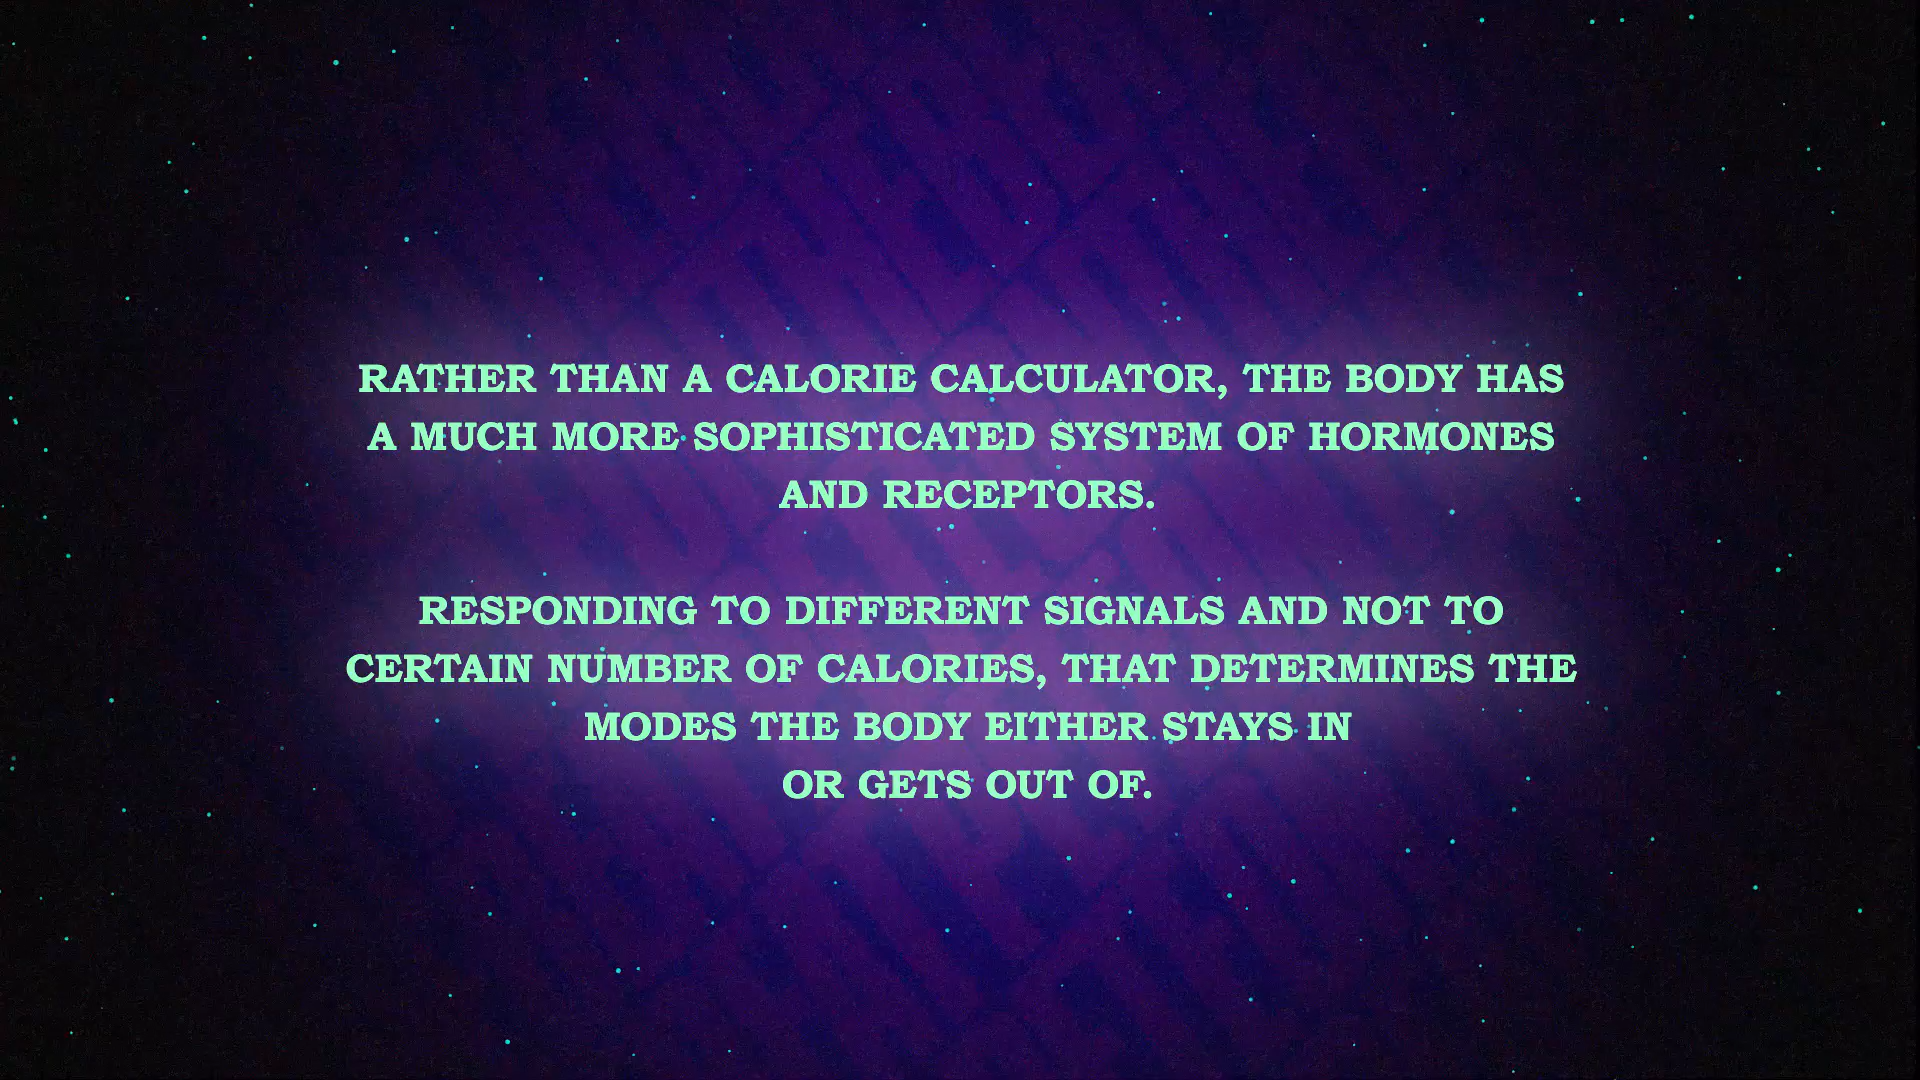 RATHER THAN A CALORIE CALCULATOR, THE BODY HAS
A MUCH MORE SOPHISTICATED SYSTEM OF HORMONES
AND RECEPTORS.
RESPONDING TO DIFFERENT SIGNALS AND NOT TO
CERTAIN NUMBER OF CALORIES, THAT DETERMINES THE
MODES THE BODY EITHER STAYS IN
OR GETS OUT OF.